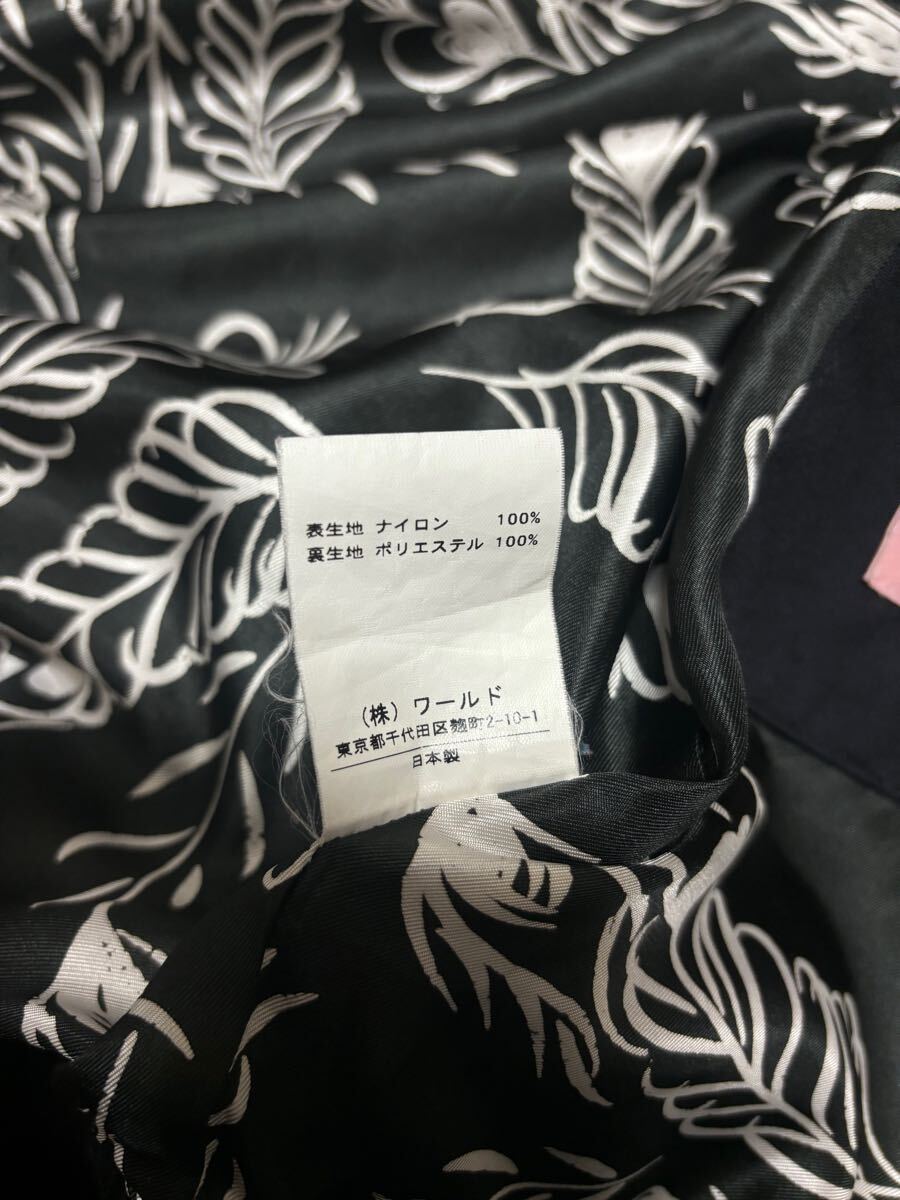 表生地 ナイロン 100%
裏生地 ポリエステル 100%
(株) ワールド
東京都千代田区麹町2-10-1
日本製